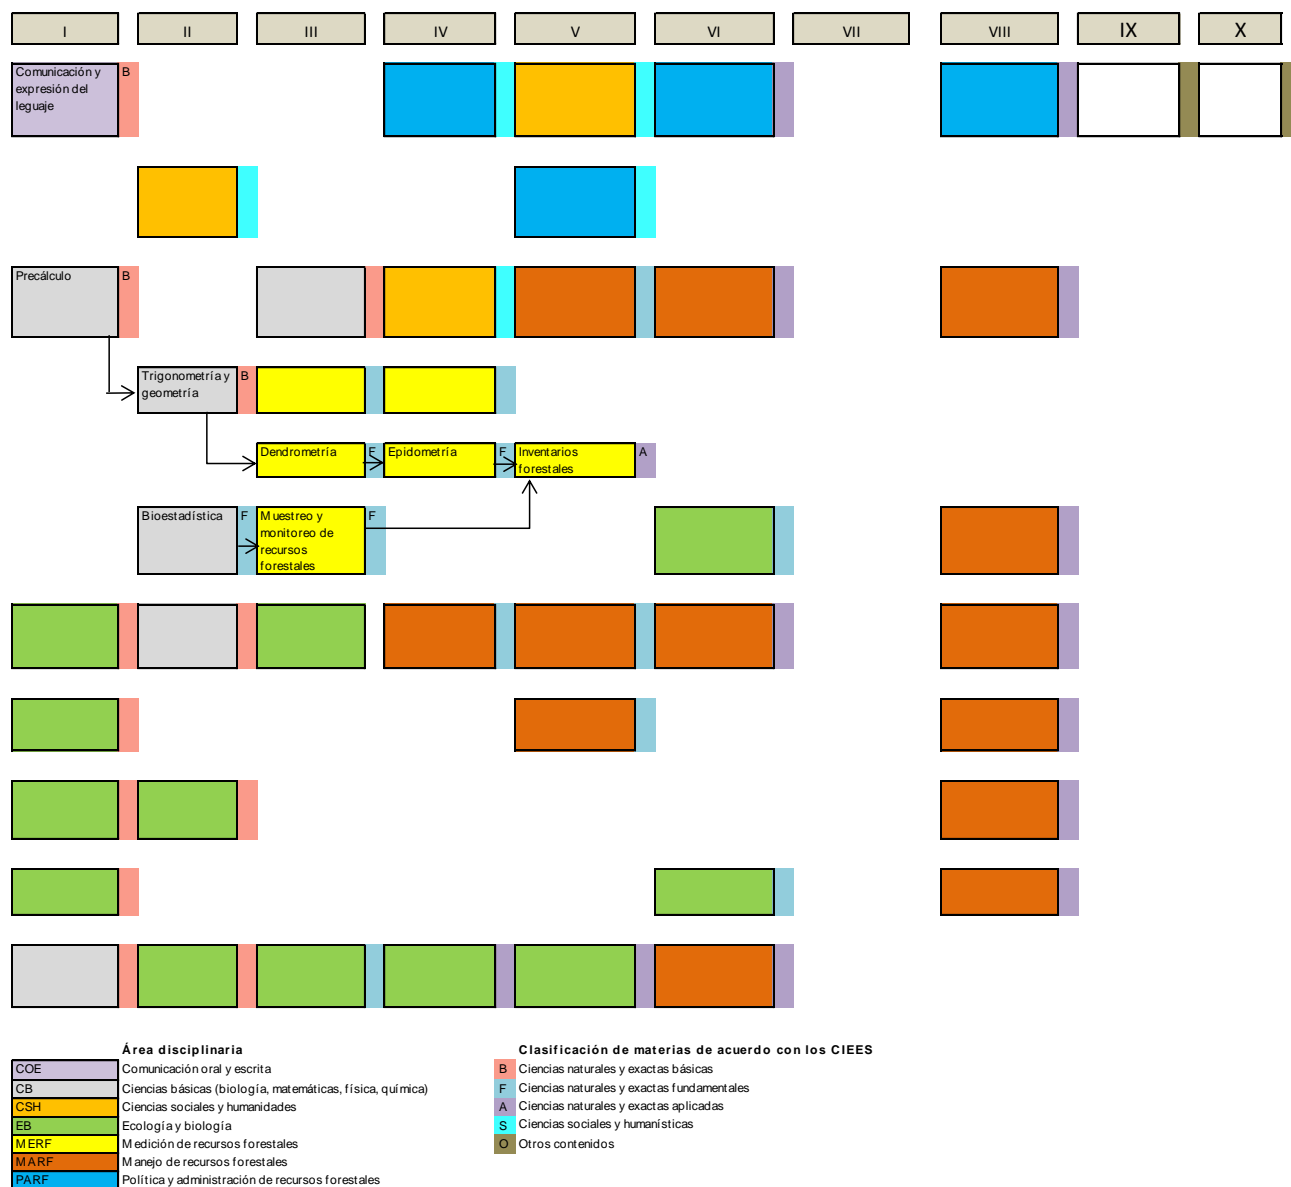 I II III IV V VI VII VIII IX X
Comunicación y B
expresión del
leguaje
Precálculo B
Trigonometría y B
geometría
Dendrometría F Epidometría F Inventarios A
forestales
Bioestadística F Muestreo y F
monitoreo de
recursos
forestales
Área disciplinaria
COE Comunicación oral y escrita
CB Ciencias básicas (biología, matemáticas, física, química)
CSH Ciencias sociales y humanidades
EB Ecología y biología
MERF Medición de recursos forestales
MARF Manejo de recursos forestales
PARF Política y administración de recursos forestales
Clasificación de materias de acuerdo con los CIEES
B Ciencias naturales y exactas básicas
F Ciencias naturales y exactas fundamentales
A Ciencias naturales y exactas aplicadas
S Ciencias sociales y humanísticas
O Otros contenidos